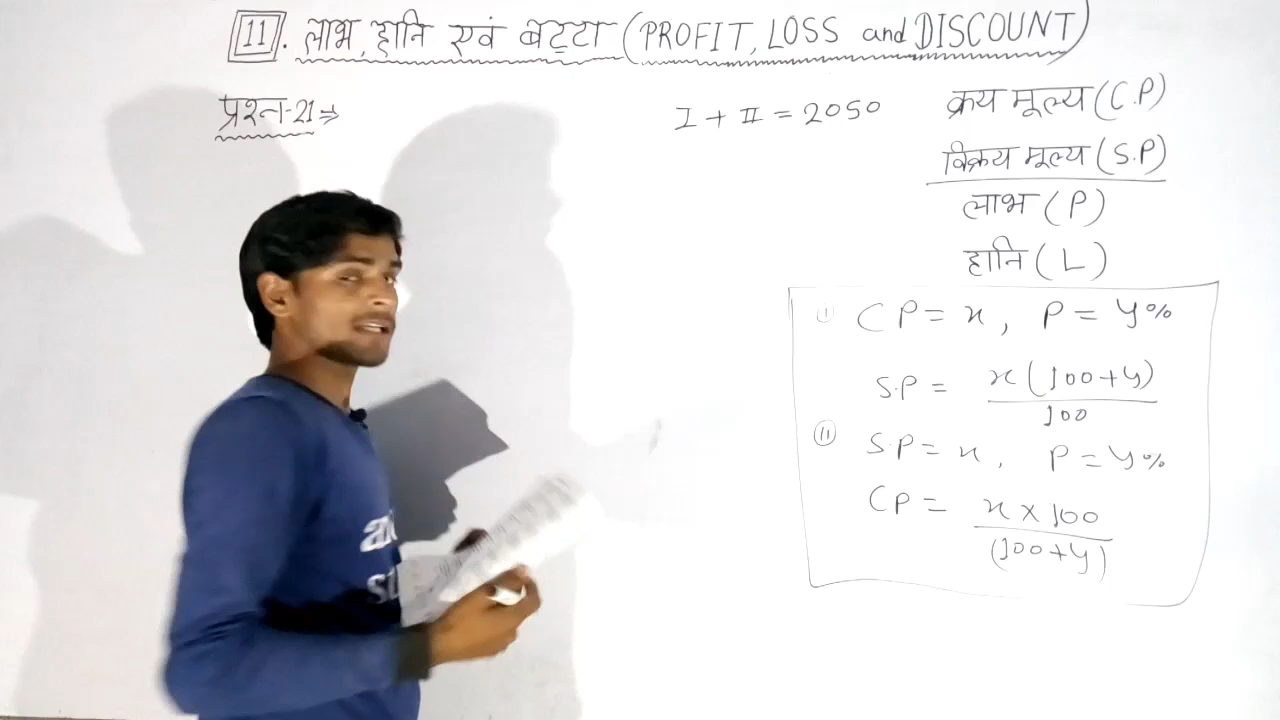 11. लाभ, हानि एवं बट्टा (PROFIT, LOSS and DISCOUNT)
प्रश्न-21⇒
I + II = 2050
क्रय मूल्य (C.P)
विक्रय मूल्य (S.P)
लाभ (P)
हानि (L)
(i) CP = x, P = y%
S.P = x(100+y)
100
(ii) S.P = x, P = y%
CP = x × 100
(100+y)